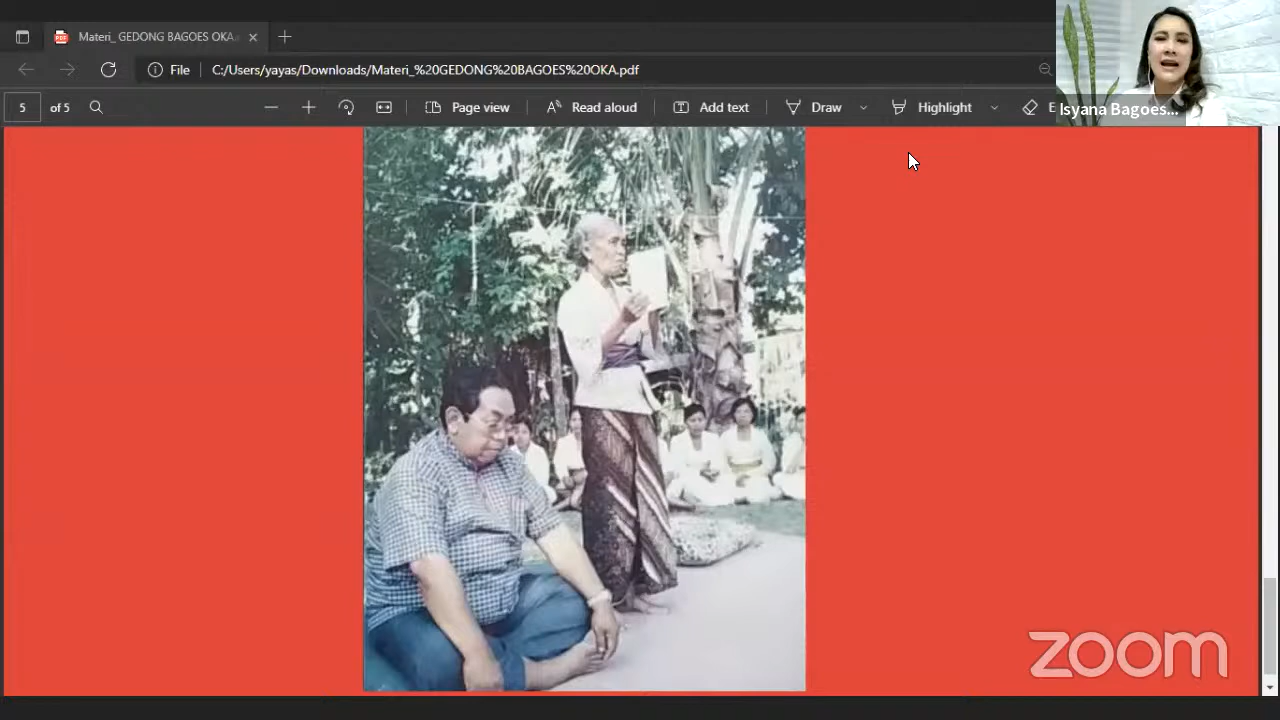 Materi_ GEDONG BAGOES OKA
File C:/Users/yayas/Downloads/Materi_%20GEDONG%20BAGOES%20OKA.pdf
5 of 5 Page view Read aloud Add text Draw Highlight E
Isyana Bagoes...
zoom